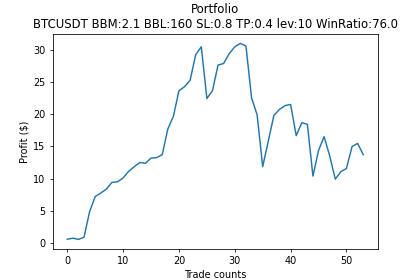 Portfolio
BTCUSDT BBM:2.1 BBL:160 SL:0.8 TP:0.4 lev:10 WinRatio:76.0
30
25
20
15
10
5
0
Profit ($)
0 10 20 30 40 50
Trade counts